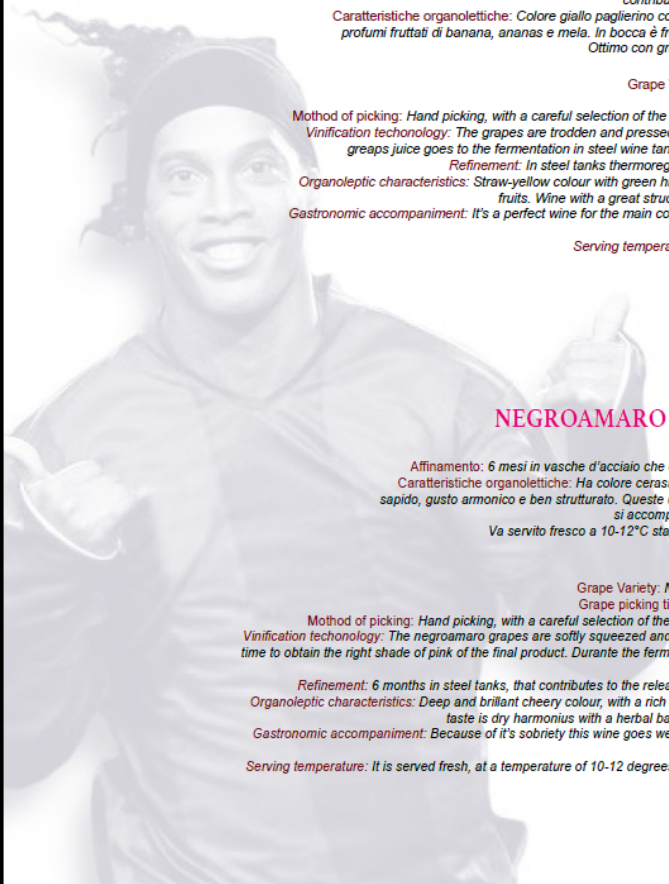 contribu
Caratteristiche organolettiche: Colore giallo paglierino co
profumi fruttati di banana, ananas e mela. In bocca è fr
Ottimo con gr
Grape
Mothod of picking: Hand picking, with a careful selection of the
Vinification techonology: The grapes are trodden and pressed
greaps juice goes to the fermentation in steel wine tan
Refinement: In steel tanks thermoreg
Organoleptic characteristics: Straw-yellow colour with green h
fruits. Wine with a great struc
Gastronomic accompaniment: It's a perfect wine for the main co
Serving tempera
NEGROAMARO
Affinamento: 6 mesi in vasche d'acciaio che
Caratteristiche organolettiche: Ha colore ceras
sapido, gusto armonico e ben strutturato. Queste
si accomp
Va servito fresco a 10-12°C sta
Grape Variety: N
Grape picking ti
Mothod of picking: Hand picking, with a careful selection of the
Vinification techonology: The negroamaro grapes are softly squeezed and
time to obtain the right shade of pink of the final product. Durante the ferm
Refinement: 6 months in steel tanks, that contributes to the relea
Organoleptic characteristics: Deep and brillant cheery colour, with a rich
taste is dry harmonius with a herbal ba
Gastronomic accompaniment: Because of it's sobriety this wine goes we
Serving temperature: It is served fresh, at a temperature of 10-12 degrees